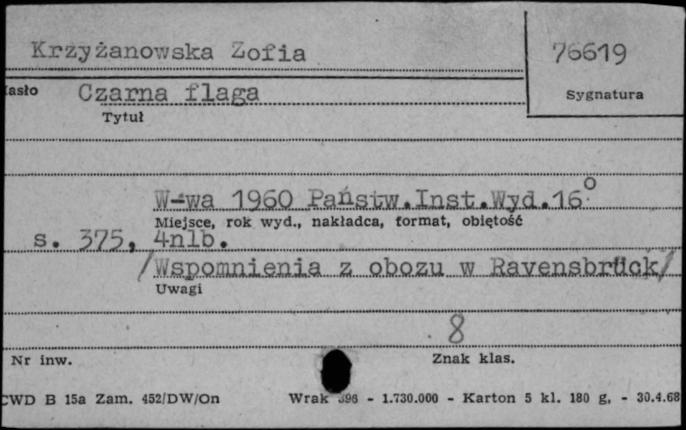 Krzyżanowska Zofia
76619
asło Czarna flaga
Sygnatura
Tytuł
W-wa 1960 Państw.Inst.Wyd.16°
Miejsce, rok wyd., nakładca, format, objętość
s. 375, 4nlb.
/Wspomnienia z obozu w Ravensbrück/
Uwagi
8
Nr inw. Znak klas.
CWD B 15a Zam. 452/DW/On Wrak 396 - 1.730.000 - Karton 5 kl. 180 g, - 30.4.68